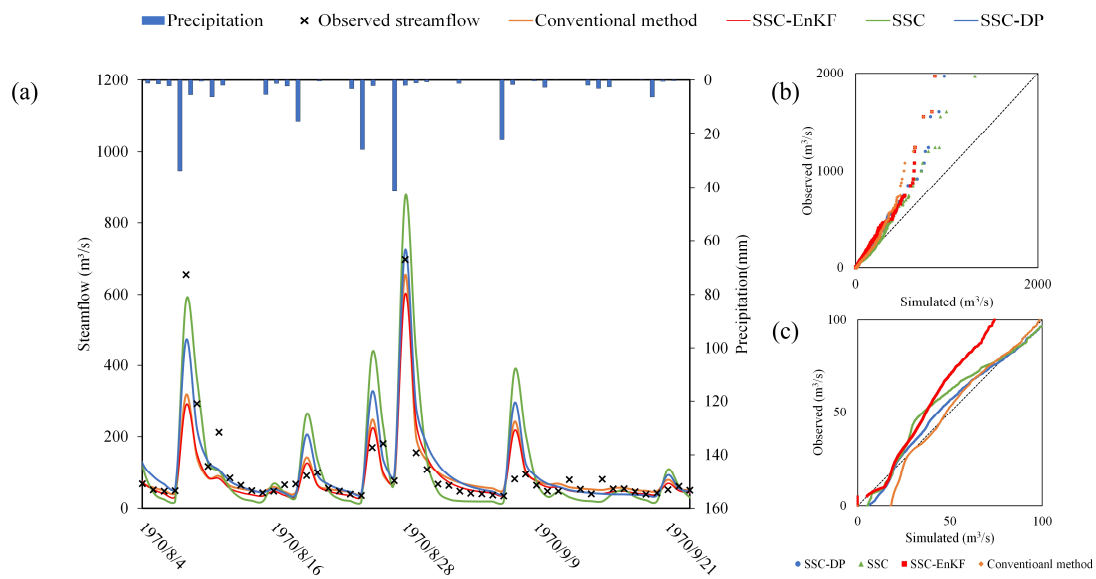 Precipitation Observed streamflow Conventional method SSC-EnKF SSC SSC-DP
(a)
1200
1000
800
600
400
200
0
Steamflow (m³/s)
0
20
40
60
80
100
120
140
160
Precipitation(mm)
1970/8/4 1970/8/16 1970/8/28 1970/9/9 1970/9/21
(b)
2000
1000
0
Observed (m³/s)
0 2000
Simulated (m³/s)
(c)
100
50
0
Observed (m³/s)
0 50 100
Simulated (m³/s)
SSC-DP SSC SSC-EnKF Conventioanl method